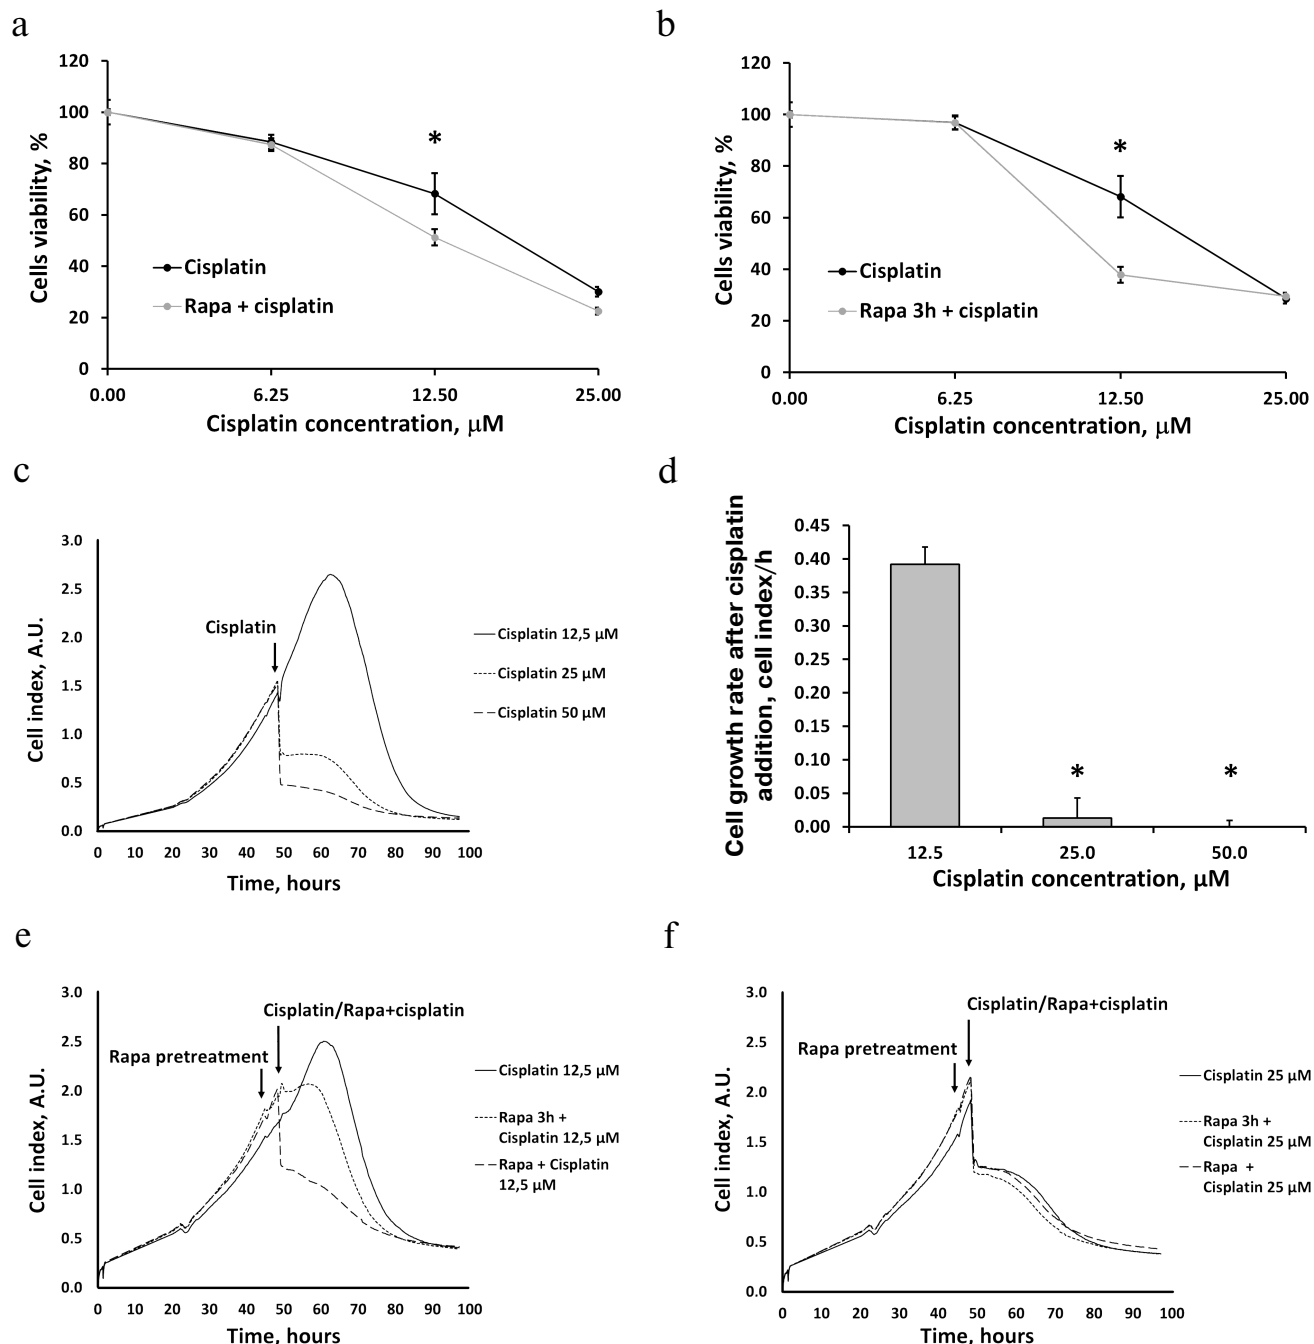 a
120
100
80
60
40
20
0
0.00 6.25 12.50 25.00
Cells viability, %
*
Cisplatin
Rapa + cisplatin
Cisplatin concentration, µM
b
120
100
80
60
40
20
0
0.00 6.25 12.50 25.00
Cells viability, %
*
Cisplatin
Rapa 3h + cisplatin
Cisplatin concentration, µM
c
3.0
2.5
2.0
1.5
1.0
0.5
0.0
0 10 20 30 40 50 60 70 80 90 100
Cell index, A.U.
Cisplatin
Cisplatin 12,5 µM
Cisplatin 25 µM
Cisplatin 50 µM
Time, hours
d
0.45
0.40
0.35
0.30
0.25
0.20
0.15
0.10
0.05
0.00
Cell growth rate after cisplatin
addition, cell index/h
*
*
12.5 25.0 50.0
Cisplatin concentration, µM
e
3.0
2.5
2.0
1.5
1.0
0.5
0.0
0 10 20 30 40 50 60 70 80 90 100
Cell index, A.U.
Cisplatin/Rapa+cisplatin
Rapa pretreatment
Cisplatin 12,5 µM
Rapa 3h +
Cisplatin 12,5 µM
Rapa + Cisplatin
12,5 µM
Time, hours
f
3.0
2.5
2.0
1.5
1.0
0.5
0.0
0 10 20 30 40 50 60 70 80 90 100
Cell index, A.U.
Cisplatin/Rapa+cisplatin
Rapa pretreatment
Cisplatin 25 µM
Rapa 3h +
Cisplatin 25 µM
Rapa +
Cisplatin 25 µM
Time, hours